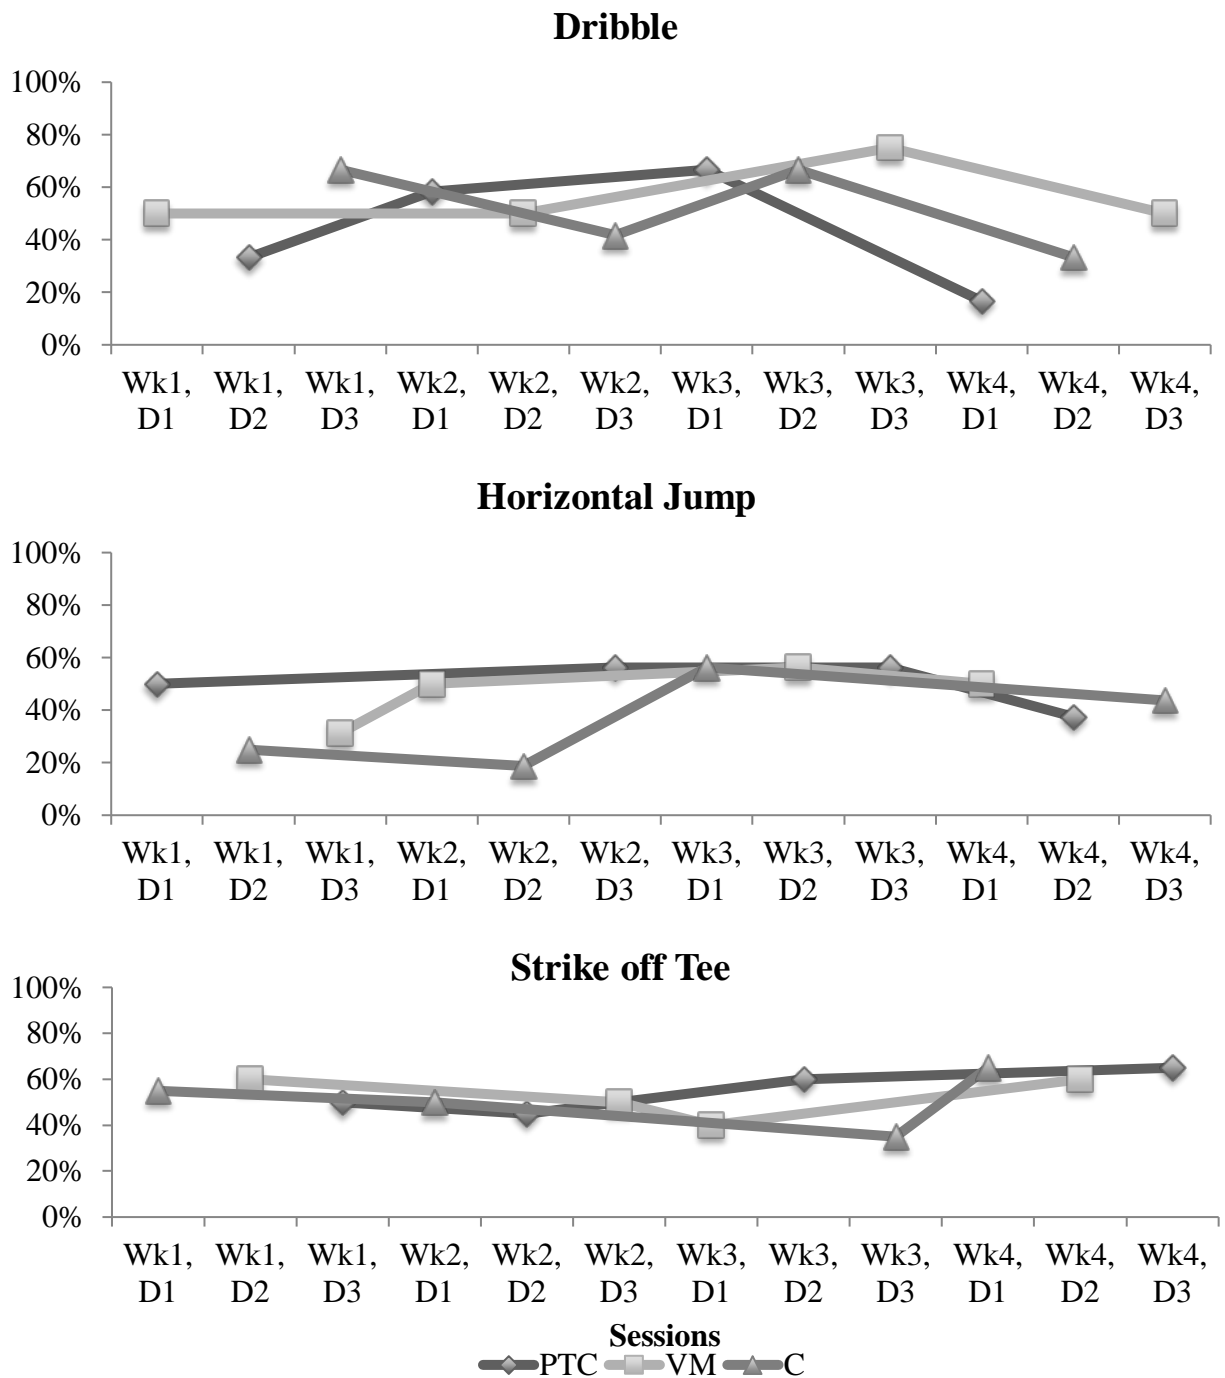 Dribble
100%
80%
60%
40%
20%
0%
Wk1, Wk1, Wk1, Wk2, Wk2, Wk2, Wk3, Wk3, Wk3, Wk4, Wk4, Wk4,
D1 D2 D3 D1 D2 D3 D1 D2 D3 D1 D2 D3
Horizontal Jump
100%
80%
60%
40%
20%
0%
Wk1, Wk1, Wk1, Wk2, Wk2, Wk2, Wk3, Wk3, Wk3, Wk4, Wk4, Wk4,
D1 D2 D3 D1 D2 D3 D1 D2 D3 D1 D2 D3
Strike off Tee
100%
80%
60%
40%
20%
0%
Wk1, Wk1, Wk1, Wk2, Wk2, Wk2, Wk3, Wk3, Wk3, Wk4, Wk4, Wk4,
D1 D2 D3 D1 D2 D3 D1 D2 D3 D1 D2 D3
Sessions
PTC VM C